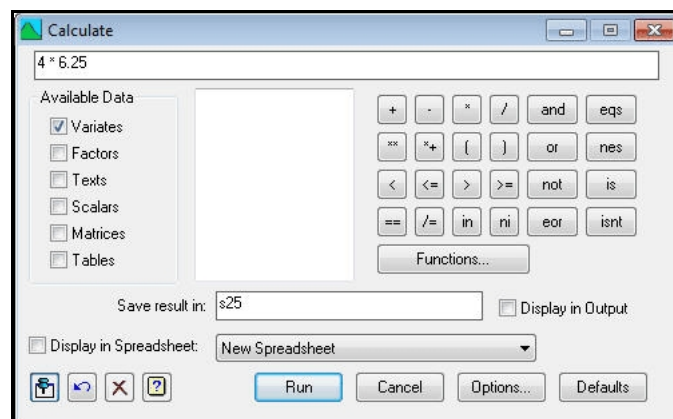 Calculate
4 * 6.25
Available Data
Variates
Factors
Texts
Scalars
Matrices
Tables
+ - * / and eqs
** *+ ( ) or nes
< <= > >= not is
== /= in ni eor isnt
Functions...
Save result in: s25 Display in Output
Display in Spreadsheet: New Spreadsheet
? Run Cancel Options... Defaults